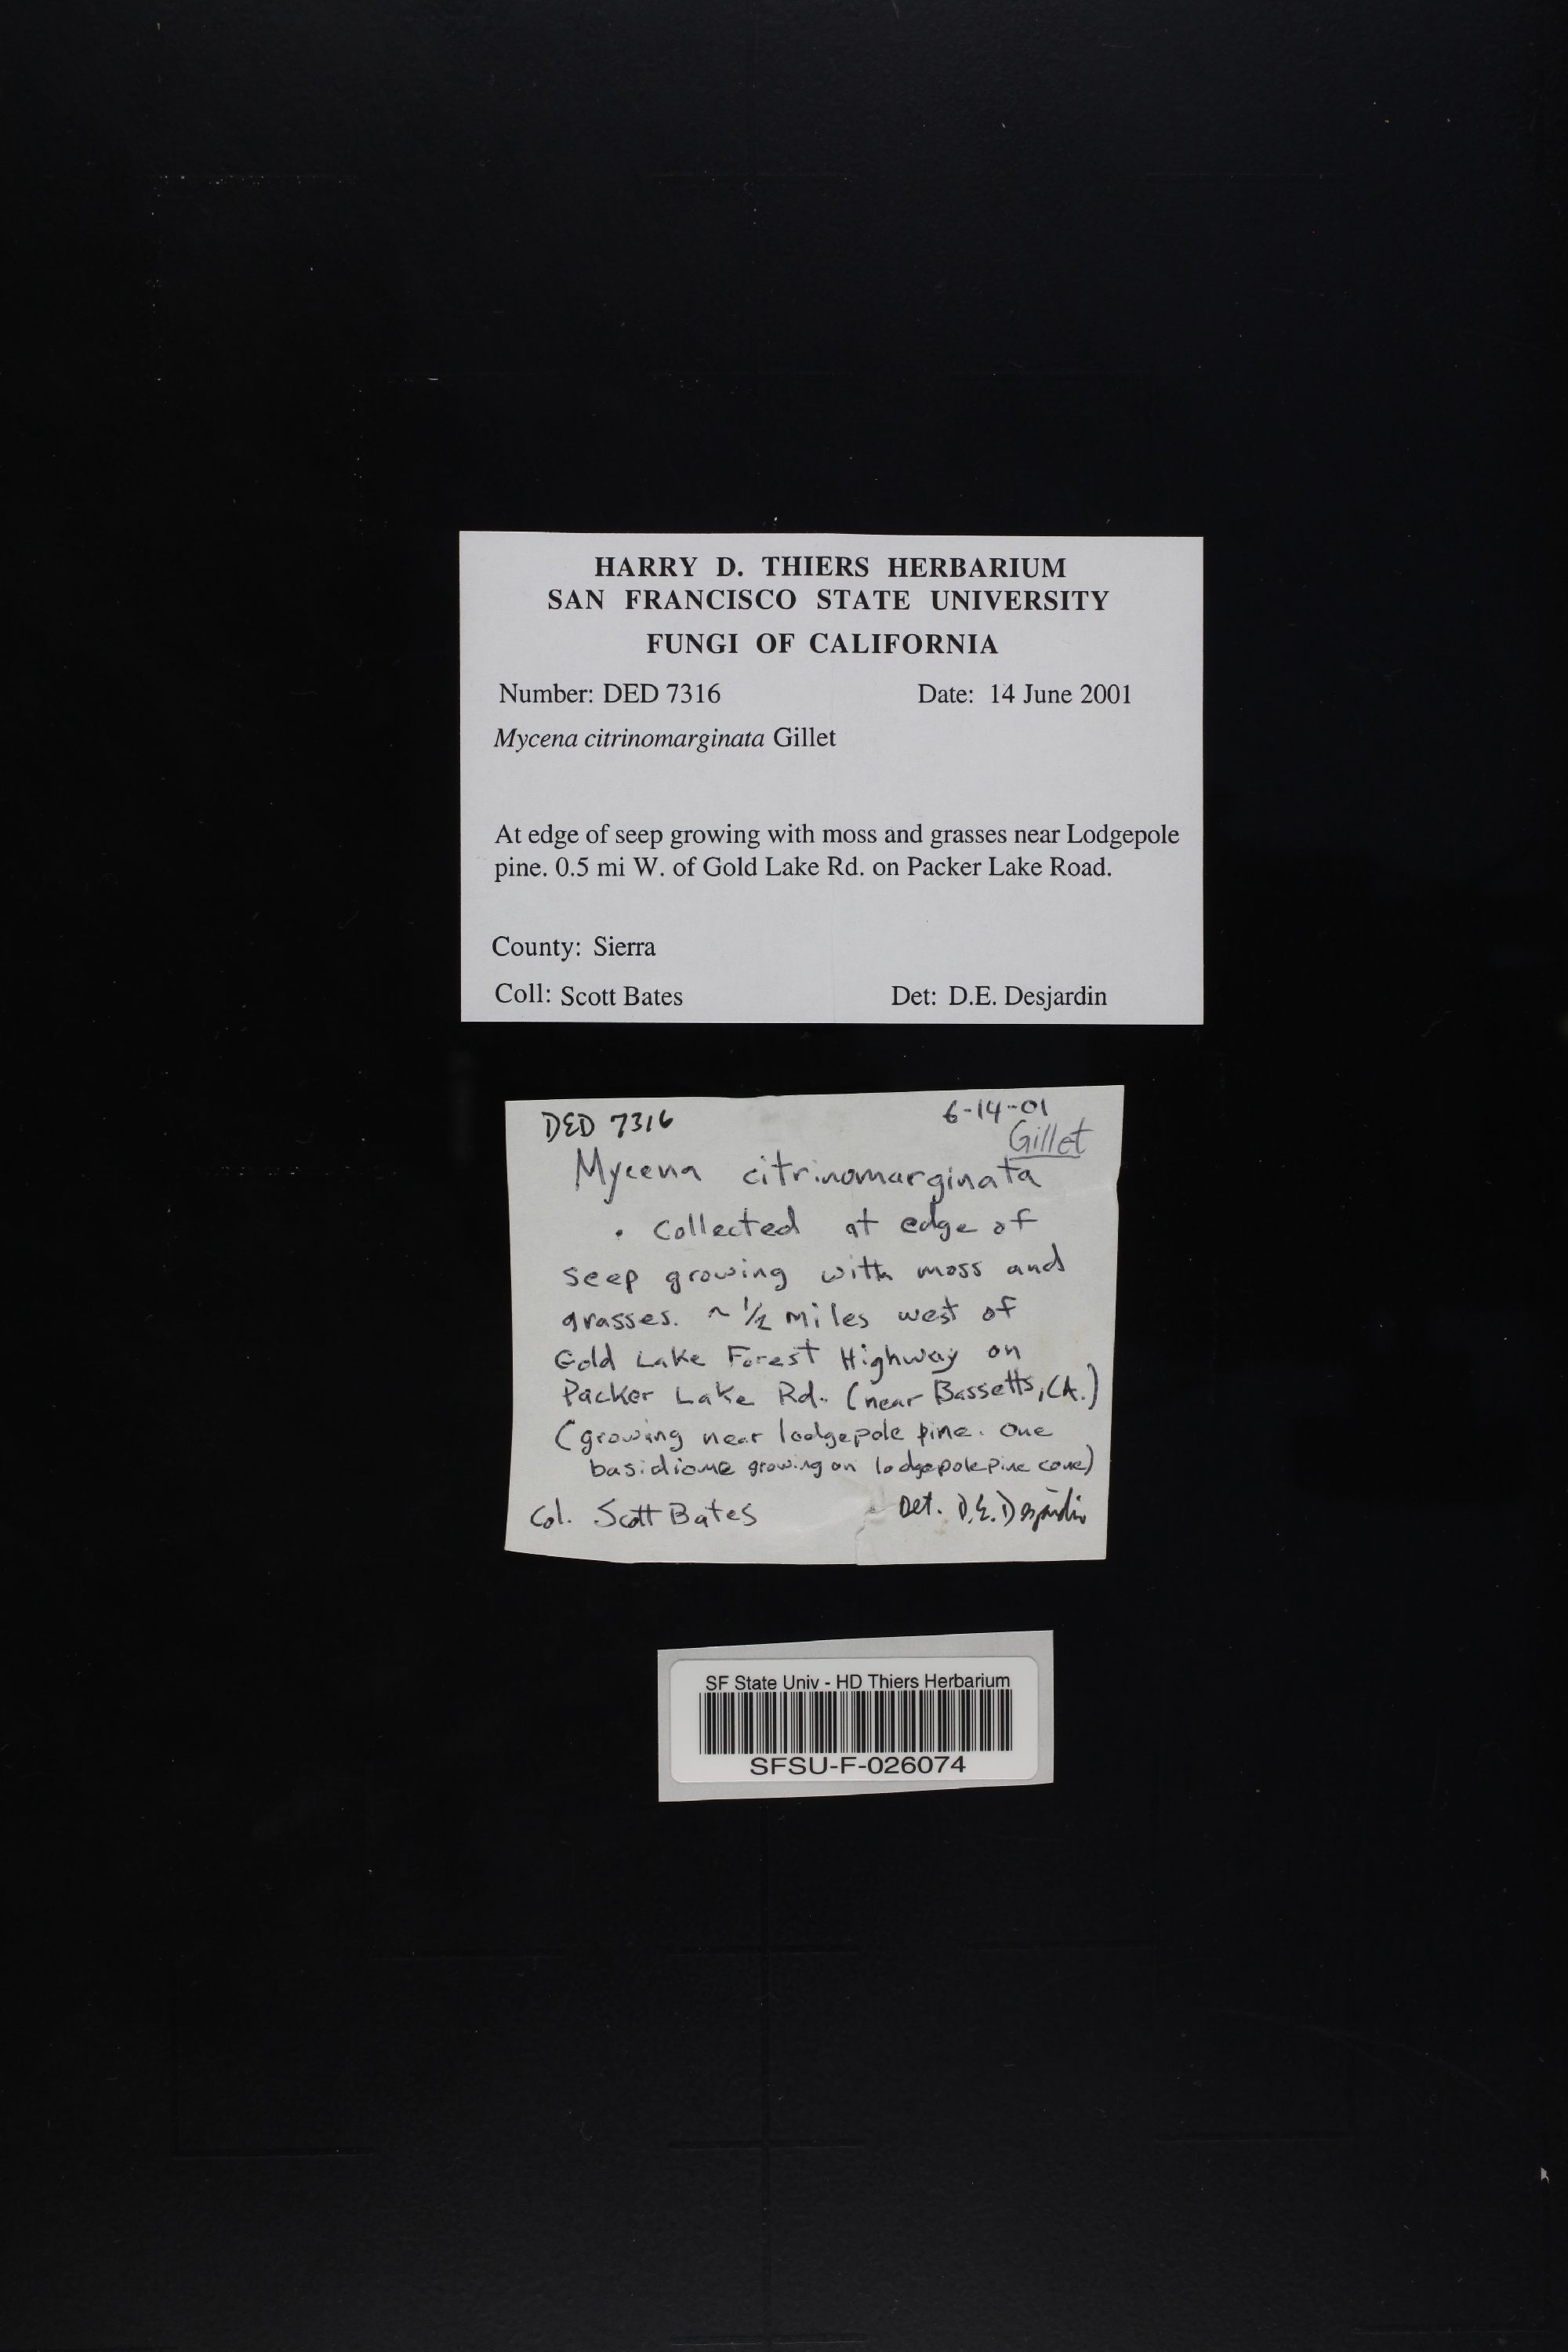 HARRY D. THIERS HERBARIUM
SAN FRANCISCO STATE UNIVERSITY
FUNGI OF CALIFORNIA
Number: DED 7316 Date: 14 June 2001
Mycena citrinomarginata Gillet
At edge of seep growing with moss and grasses near Lodgepole
pine. 0.5 mi W. of Gold Lake Rd. on Packer Lake Road.
County: Sierra
Coll: Scott Bates Det: D.E. Desjardin
DED 7316 6-14-01
Gillet
Mycena citrinomarginata
• Collected at edge of
seep growing with moss and
grasses. ~ 1/2 miles west of
Gold Lake Forest Highway on
Packer Lake Rd. (near Bassetts, CA.)
(growing near lodgepole pine. One
basidiome growing on lodgepole pine cone)
Col. Scott Bates Det. D.E. Desjardin
SF State Univ - HD Thiers Herbarium
SFSU-F-026074